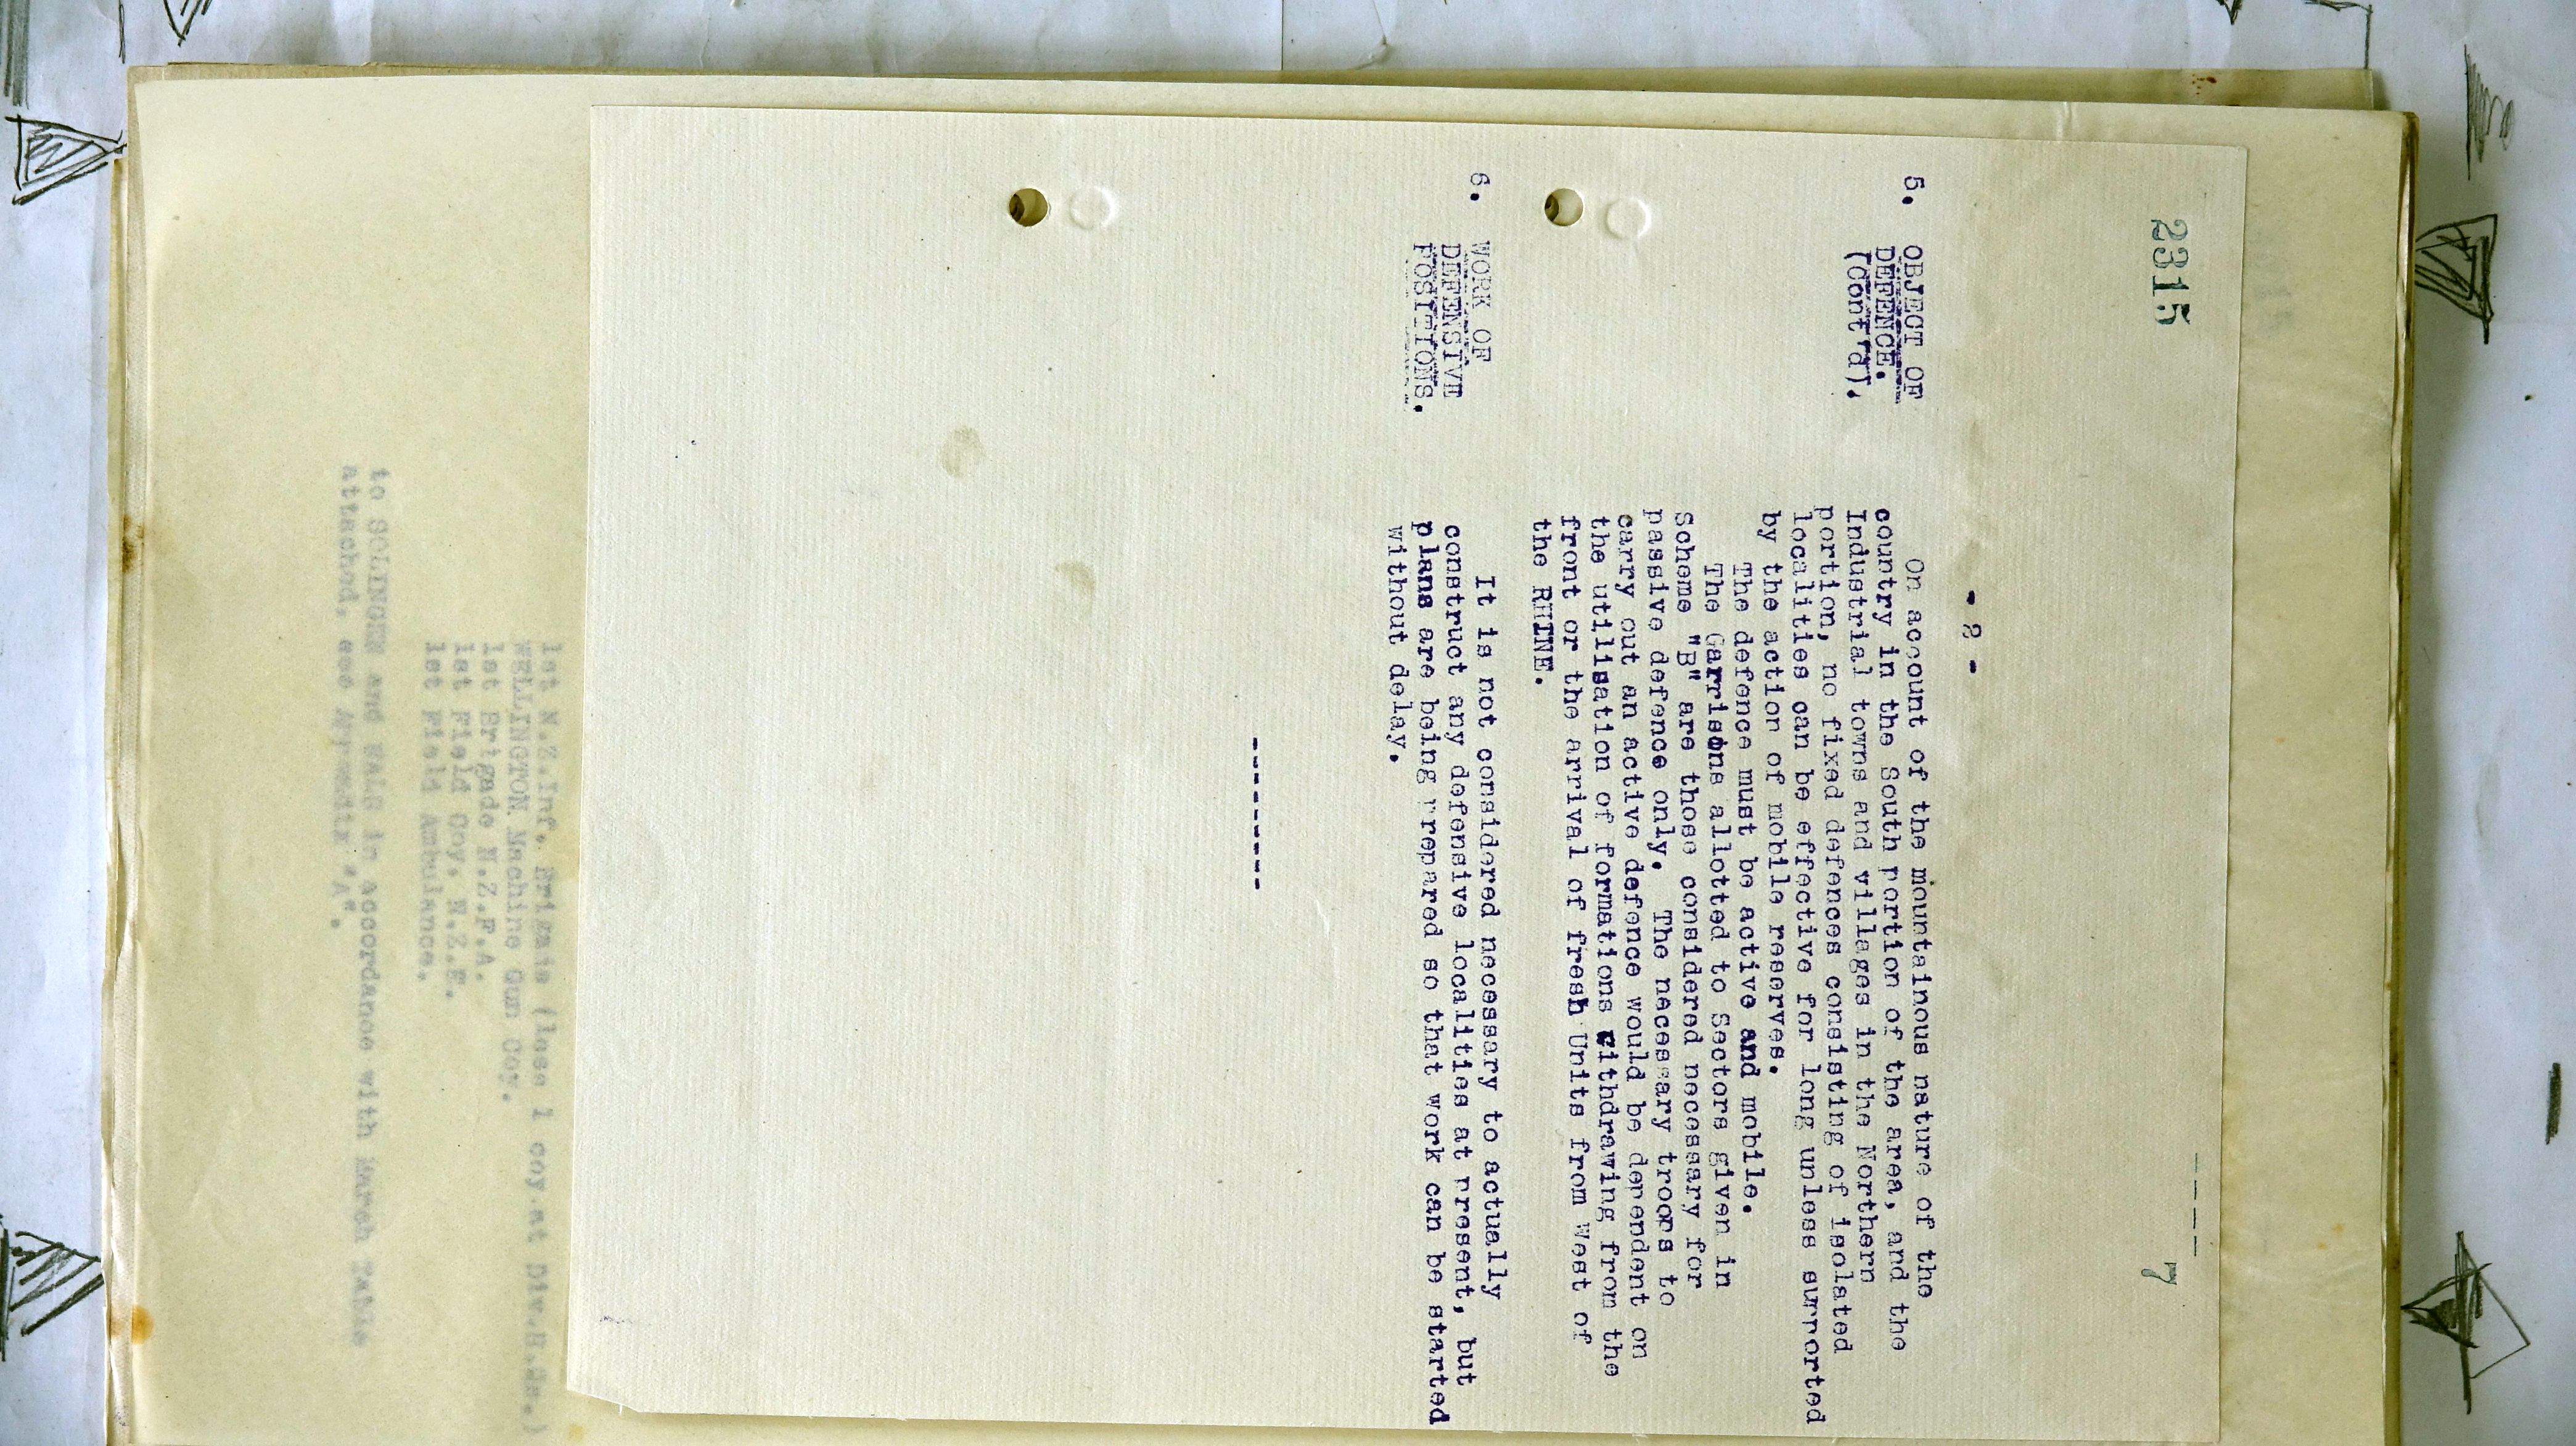 2315
7
- 2 -
5. OBJECT OF
DEFENCE.
(Cont'd).
On account of the mountainous nature of the
country in the South portion of the area, and the
Industrial towns and villages in the Northern
portion, no fixed defences consisting of isolated
localities can be effective for long unless supported
by the action of mobile reserves.
The defence must be active and mobile.
The Garrisons allotted to Sectors given in
Scheme "B" are those considered necessary for
passive defence only. The necessary troops to
carry out an active defence would be dependent on
the utilisation of formations withdrawing from the
front or the arrival of fresh Units from West of
the RHINE.
6. WORK OF
DEFENSIVE
POSITIONS.
It is not considered necessary to actually
construct any defensive localities at present, but
plans are being prepared so that work can be started
without delay.
---------
1st N.Z.Inf. Brigade (less 1 coy.at Div.H.Qs.)
WELLINGTON Machine Gun Coy.
1st Brigade N.Z.F.A.
1st Field Coy. N.Z.E.
1st Field Ambulance.
to SOLINGEN and WALD in accordance with March Table
attached, see Appendix "A".